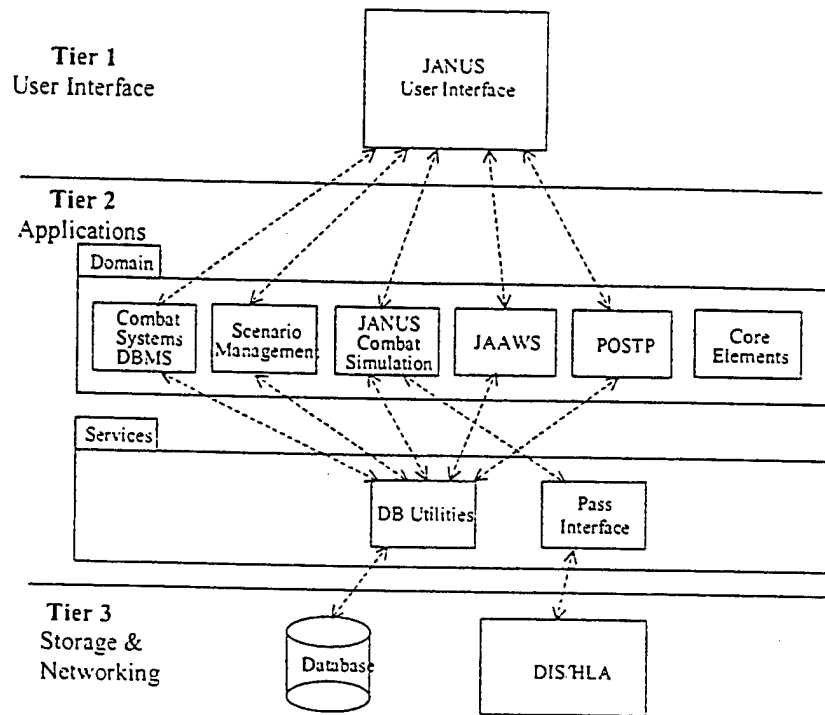 Tier 1
User Interface
JANUS
User Interface
Tier 2
Applications
Domain
Combat
Systems
DBMS
Scenario
Management
JANUS
Combat
Simulation
JAAWS
POSTP
Core
Elements
Services
DB Utilities
Pass
Interface
Tier 3
Storage &
Networking
Database
DIS/HLA